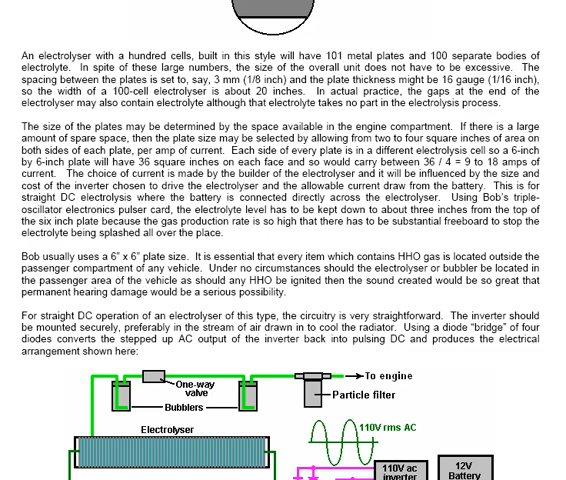 An electrolyser with a hundred cells, built in this style will have 101 metal plates and 100 separate bodies of
electrolyte.  In spite of these large numbers, the size of the overall unit does not have to be excessive.  The
spacing between the plates is set to, say, 3 mm (1/8 inch) and the plate thickness might be 16 gauge (1/16 inch),
so the width of a 100-cell electrolyser is about 20 inches.  In actual practice, the gaps at the end of the
electrolyser may also contain electrolyte although that electrolyte takes no part in the electrolysis process.
The size of the plates may be determined by the space available in the engine compartment.  If there is a large
amount of spare space, then the plate size may be selected by allowing from two to four square inches of area on
both sides of each plate, per amp of current.  Each side of every plate is in a different electrolysis cell so a 6-inch
by 6-inch plate will have 36 square inches on each face and so would carry between 36 / 4 = 9 to 18 amps of
current.  The choice of current is made by the builder of the electrolyser and it will be influenced by the size and
cost of the inverter chosen to drive the electrolyser and the allowable current draw from the battery.  This is for
straight DC electrolysis where the battery is connected directly across the electrolyser.  Using Bob's triple-
oscillator electronics pulser card, the electrolyte level has to be kept down to about three inches from the top of
the six inch plate because the gas production rate is so high that there has to be substantial freeboard to stop the
electrolyte being splashed all over the place.
Bob usually uses a 6" x 6" plate size.  It is essential that every item which contains HHO gas is located outside the
passenger compartment of any vehicle.  Under no circumstances should the electrolyser or bubbler be located in
the passenger area of the vehicle as should any HHO be ignited then the sound created would be so great that
permanent hearing damage would be a serious possibility.
For straight DC operation of an electrolyser of this type, the circuitry is very straightforward.  The inverter should
be mounted securely, preferably in the stream of air drawn in to cool the radiator.  Using a diode "bridge" of four
diodes converts the stepped up AC output of the inverter back into pulsing DC and produces the electrical
arrangement shown here:
To engine
One-way
valve
Particle filter
Bubblers
Electrolyser
110V rms AC
110V ac
inverter
12V
Battery